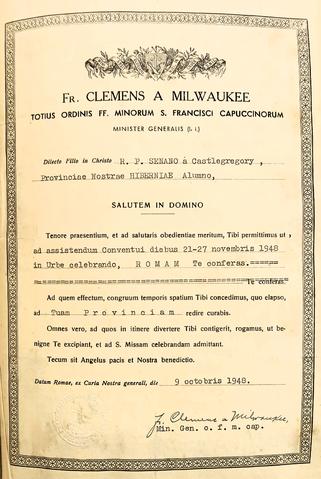 FR. CLEMENS A MILWAUKEE
TOTIUS ORDINIS FF. MINORUM S. FRANCISCI CAPUCCINORUM
MINISTER GENERALIS (l. i.)
Dilecto Filio in Christo R. P. SENANO à Castlegregory ,
Provinciae Nostrae HIBERNIAE Alumno,
SALUTEM IN DOMINO
Tenore praesentium, et ad salutaris obedientiae meritum, Tibi permittimus ut ,
ad assistendum Conventui diebus 21-27 novembris 1948
in Urbe celebrando, R O M A M Te conferas.=======
Te conferas.
Ad quem effectum, congruum temporis spatium Tibi concedimus, quo elapso,
ad Tuam P r o v i n c i a m redire curabis.
Omnes vero, ad quos in itinere divertere Tibi contigerit, rogamus, ut be-
nigne Te excipiant, et ad S. Missam celebrandam admittant.
Tecum sit Angelus pacis et Nostra benedictio.
Datum Romae, ex Curia Nostra generali, die 9 octobris 1948.
J. Clemens a Milwaukee,
Min. Gen. o. f. m. cap.